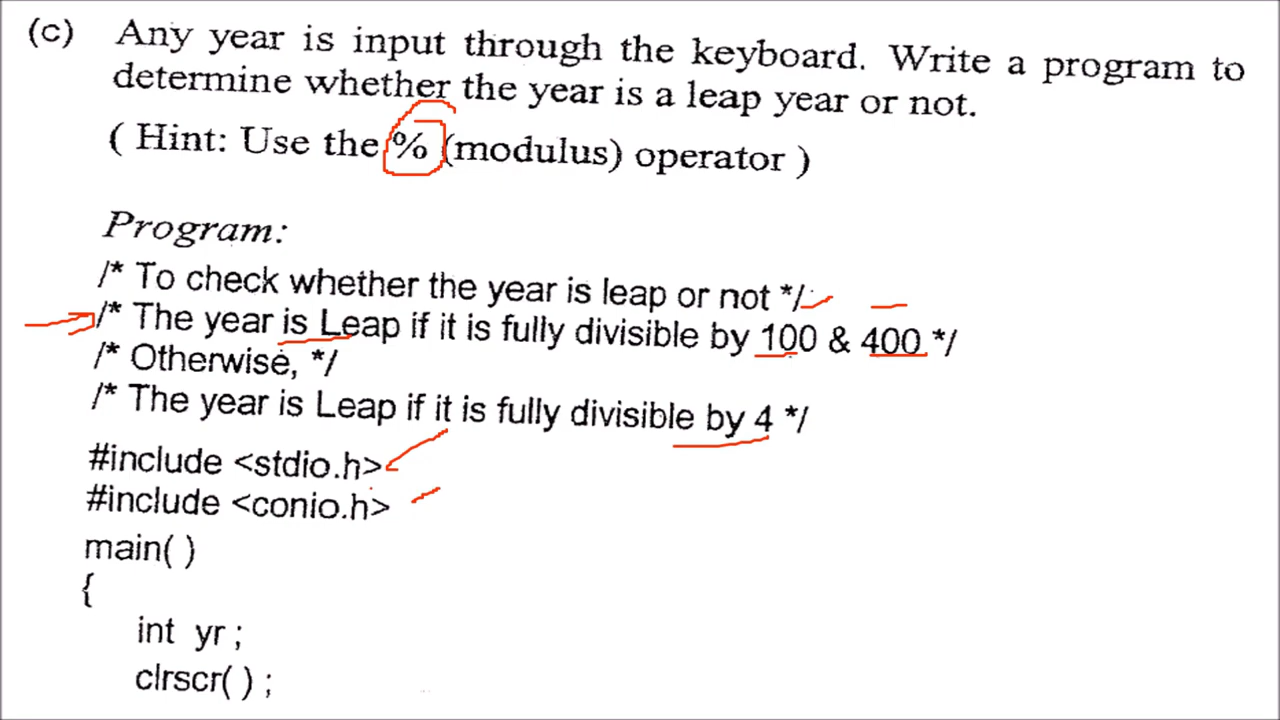 (c) Any year is input through the keyboard. Write a program to
determine whether the year is a leap year or not.
( Hint: Use the % (modulus) operator )
Program:
/* To check whether the year is leap or not */
/* The year is Leap if it is fully divisible by 100 & 400 */
/* Otherwise, */
/* The year is Leap if it is fully divisible by 4 */
#include <stdio.h>
#include <conio.h>
main( )
{
int yr ;
clrscr( ) ;